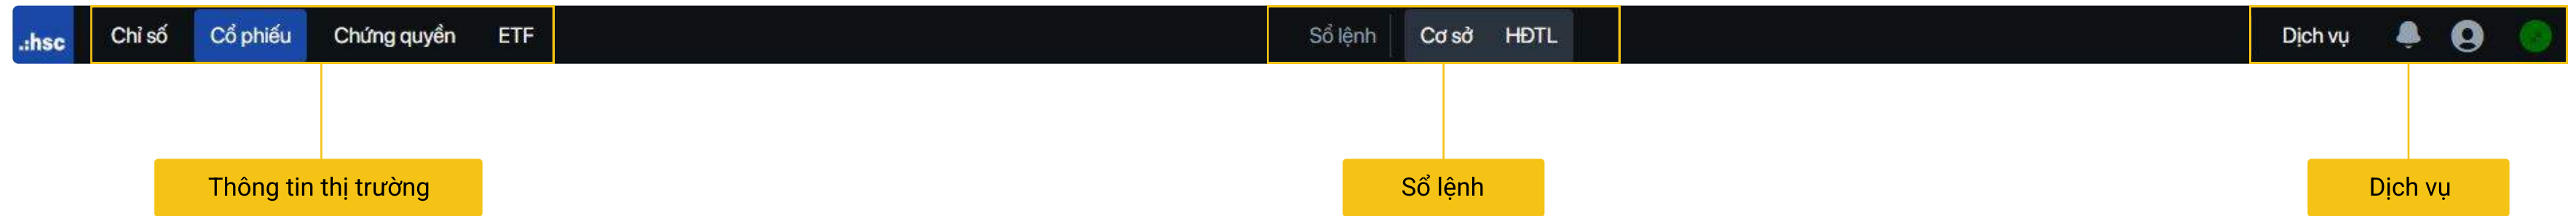 .:hsc Chỉ số Cổ phiếu Chứng quyền ETF Sổ lệnh Cơ sở HĐTL Dịch vụ
Thông tin thị trường Sổ lệnh Dịch vụ